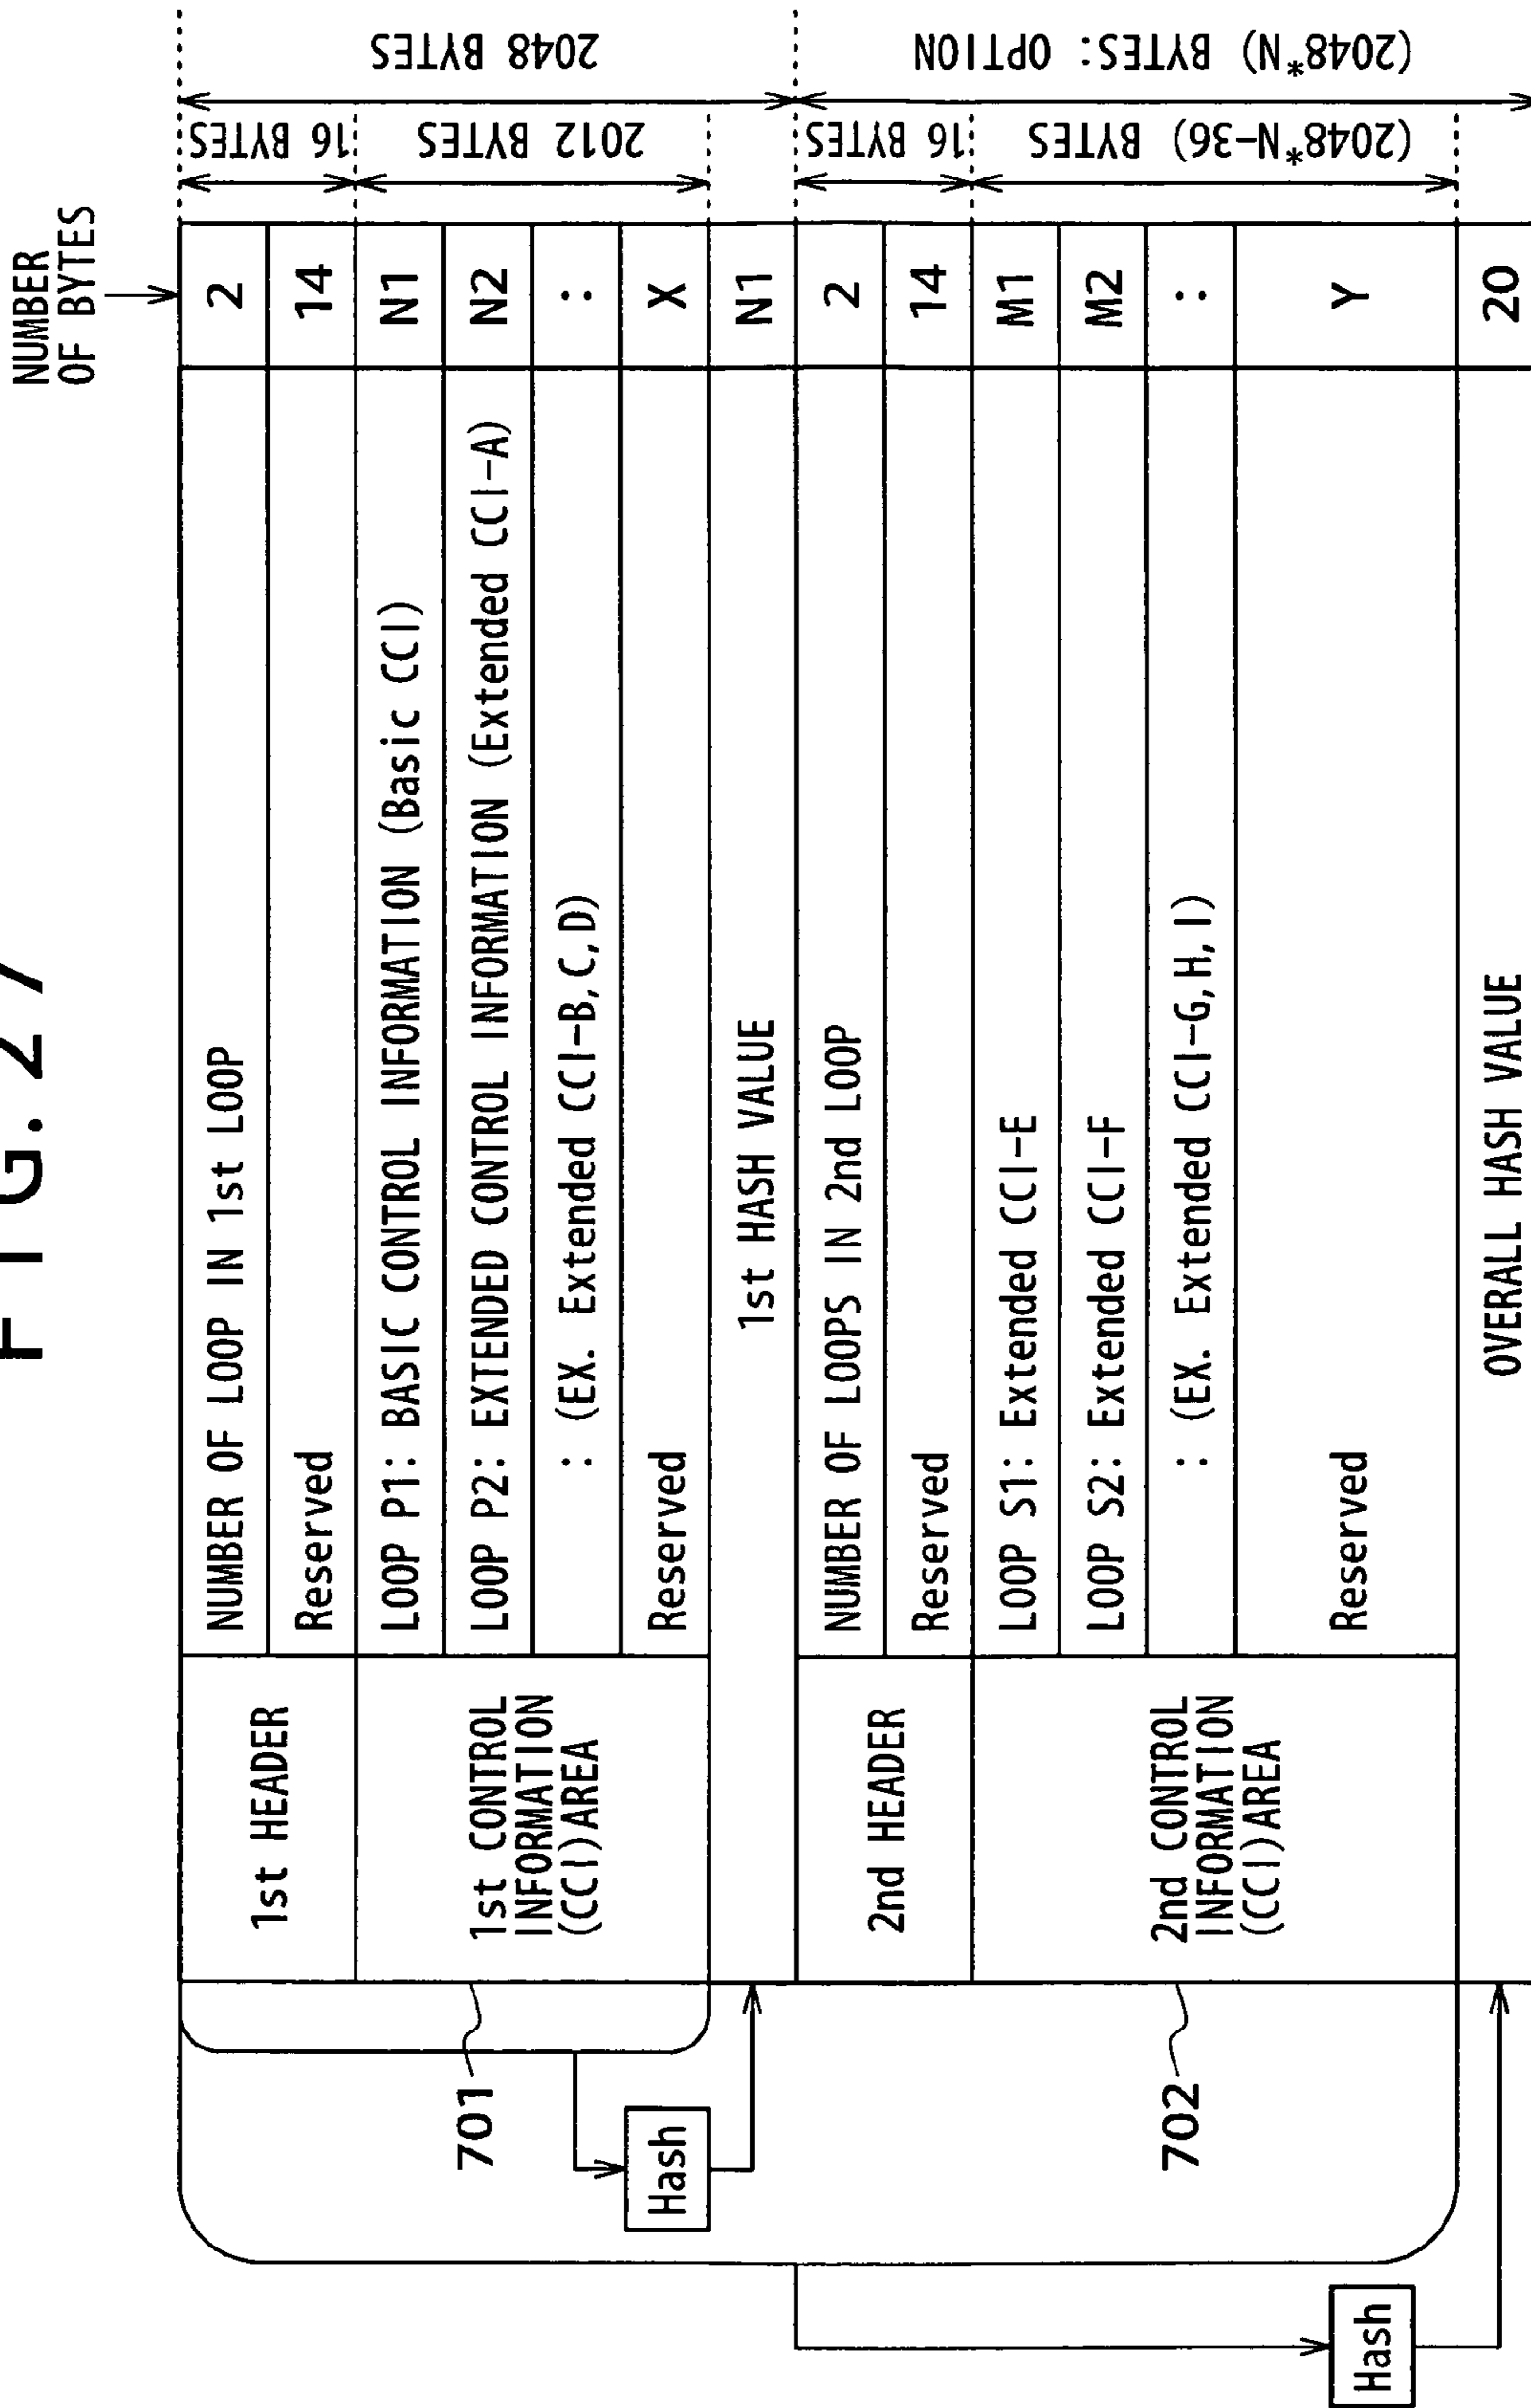 FIG. 27
NUMBER
OF BYTES
1st HEADER
NUMBER OF LOOP IN 1st LOOP
2
16 BYTES
2048 BYTES
Reserved
14
1st CONTROL
INFORMATION
(CCI)AREA
LOOP P1: BASIC CONTROL INFORMATION (Basic CCI)
N1
2012 BYTES
LOOP P2: EXTENDED CONTROL INFORMATION (Extended CCI-A)
N2
: (EX. Extended CCI-B,C,D)
:
Reserved
X
701
Hash
1st HASH VALUE
N1
2nd HEADER
NUMBER OF LOOPS IN 2nd LOOP
2
16 BYTES
(2048*N) BYTES: OPTION
Reserved
14
2nd CONTROL
INFORMATION
(CCI)AREA
LOOP S1: Extended CCI-E
M1
(2048*N-36) BYTES
LOOP S2: Extended CCI-F
M2
: (EX. Extended CCI-G,H,I)
:
Reserved
Y
702
Hash
OVERALL HASH VALUE
20